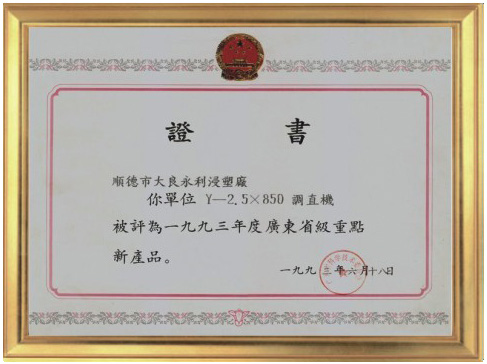 證書
順德市大良永利浸塑廠
你單位 Y—2.5×850 調直機
被評為一九九三年度廣東省級重點
新產品。
一九九三年六月十八日